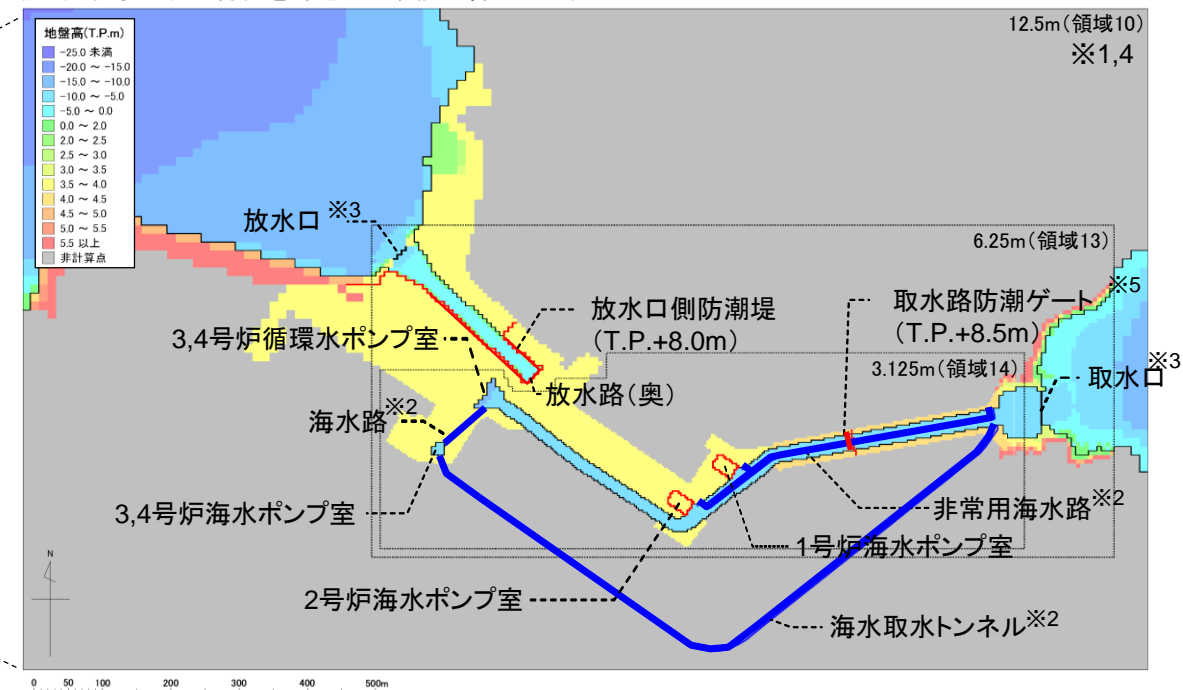 地盤高(T.P.m)
-25.0 未満
-20.0 ～ -15.0
-15.0 ～ -10.0
-10.0 ～ -5.0
-5.0 ～ 0.0
0.0 ～ 2.0
2.0 ～ 2.5
2.5 ～ 3.0
3.0 ～ 3.5
3.5 ～ 4.0
4.0 ～ 4.5
4.5 ～ 5.0
5.0 ～ 5.5
5.5 以上
非計算点
12.5m(領域10)
※1,4
放水口※3
6.25m(領域13)
※5
放水口側防潮堤
(T.P.+8.0m)
取水路防潮ゲート
(T.P.+8.5m)
3,4号炉循環水ポンプ室
3.125m(領域14)
取水口※3
放水路(奥)
海水路※2
3,4号炉海水ポンプ室
非常用海水路※2
1号炉海水ポンプ室
2号炉海水ポンプ室
海水取水トンネル※2
N
0 50 100 200 300 400 500m